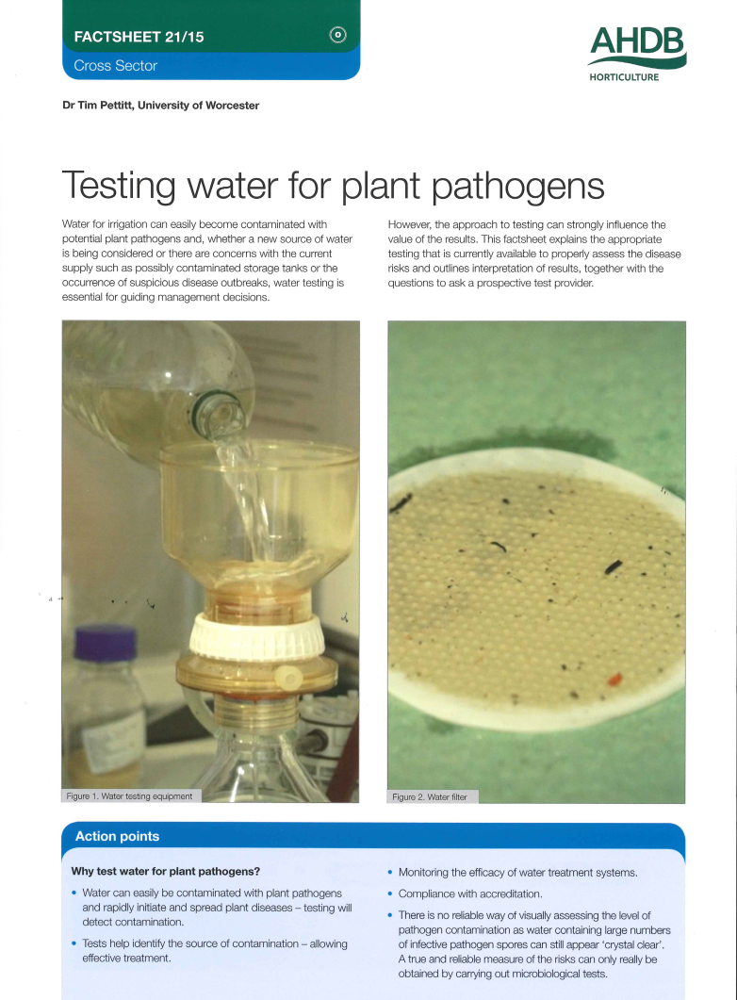 FACTSHEET 21/15
Cross Sector
AHDB
HORTICULTURE
Dr Tim Pettitt, University of Worcester
Testing water for plant pathogens
Water for irrigation can easily become contaminated with
potential plant pathogens and, whether a new source of water
is being considered or there are concerns with the current
supply such as possibly contaminated storage tanks or the
occurrence of suspicious disease outbreaks, water testing is
essential for guiding management decisions.
However, the approach to testing can strongly influence the
value of the results. This factsheet explains the appropriate
testing that is currently available to properly assess the disease
risks and outlines interpretation of results, together with the
questions to ask a prospective test provider.
Figure 1. Water testing equipment
Figure 2. Water filter
Action points
Why test water for plant pathogens?
• Water can easily be contaminated with plant pathogens
and rapidly initiate and spread plant diseases – testing will
detect contamination.
• Tests help identify the source of contamination – allowing
effective treatment.
• Monitoring the efficacy of water treatment systems.
• Compliance with accreditation.
• There is no reliable way of visually assessing the level of
pathogen contamination as water containing large numbers
of infective pathogen spores can still appear ‘crystal clear’.
A true and reliable measure of the risks can only really be
obtained by carrying out microbiological tests.